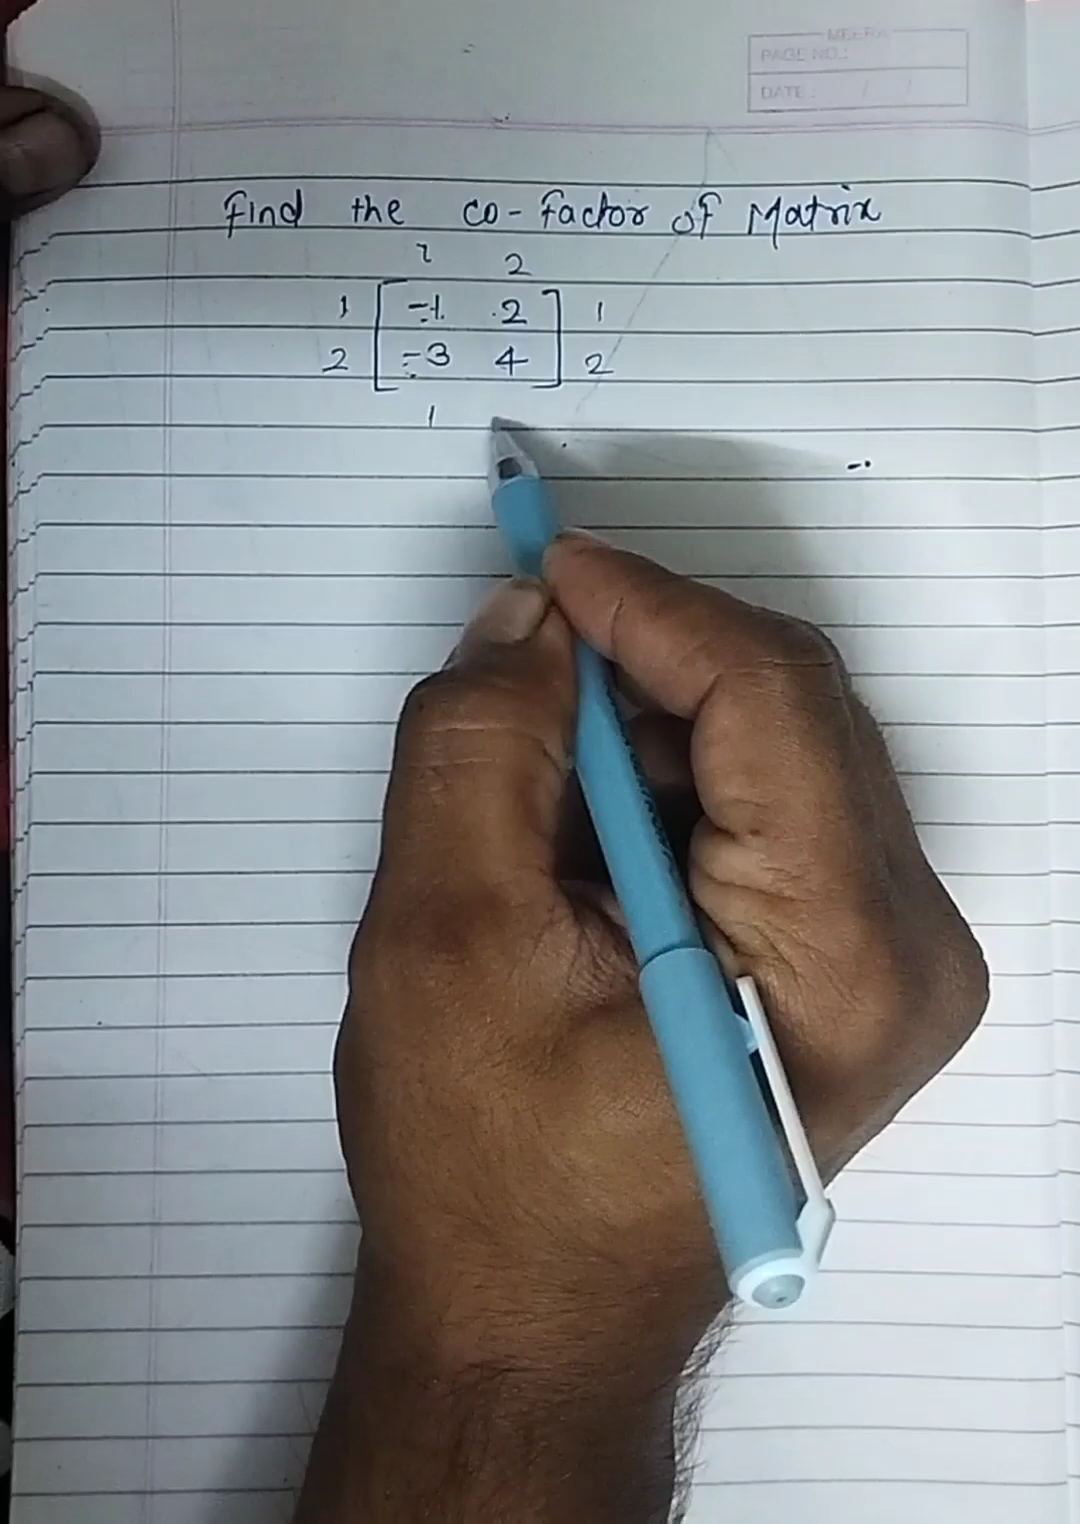 MEERA
PAGE NO.:
DATE: / /
Find the co-factor of Matrix
1 2
1 [ -1 2 ] 1
2 [ -3 4 ] 2
1